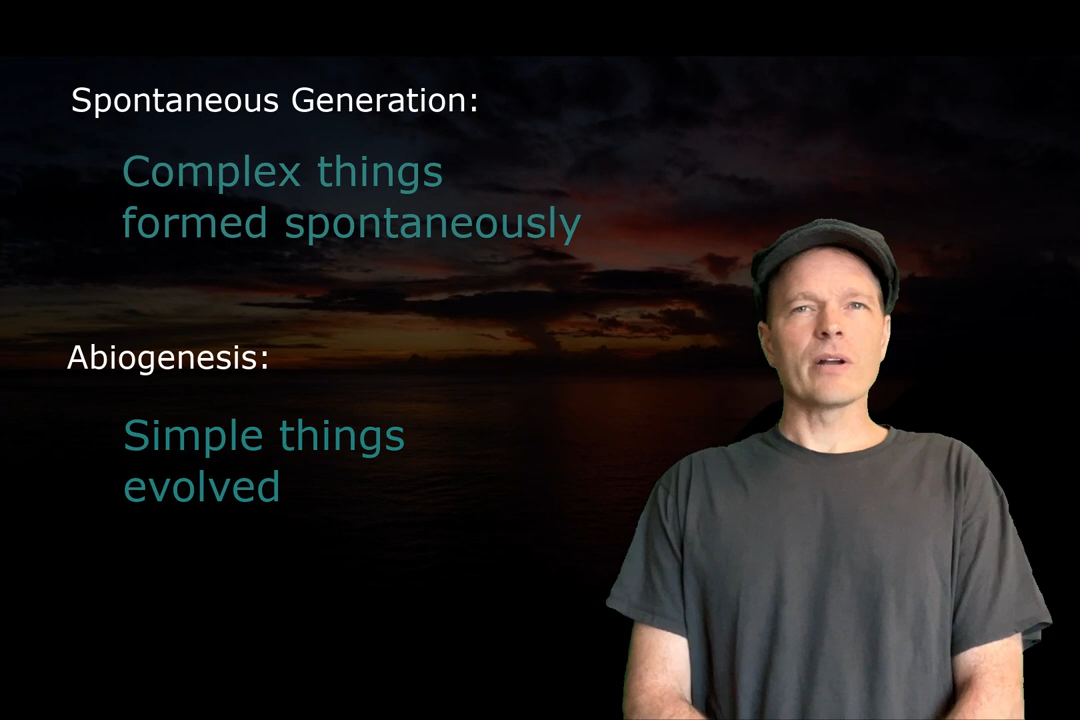 Spontaneous Generation:
Complex things
formed spontaneously
Abiogenesis:
Simple things
evolved